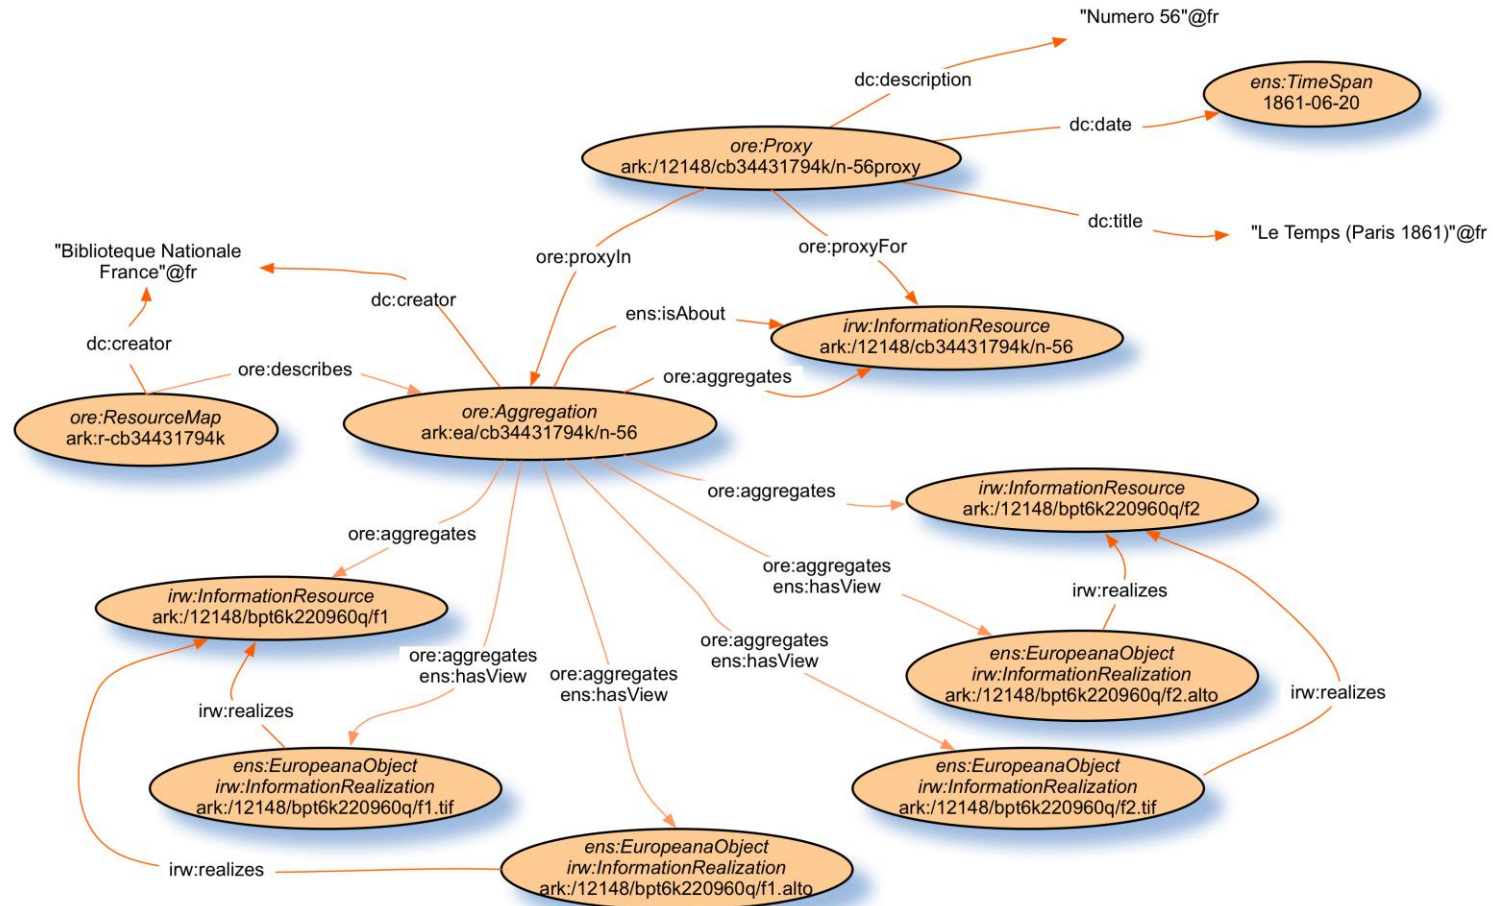 "Numero 56"@fr
dc:description
ens:TimeSpan
1861-06-20
dc:date
ore:Proxy
ark:/12148/cb34431794k/n-56proxy
dc:title
"Le Temps (Paris 1861)"@fr
"Biblioteque Nationale
France"@fr
ore:proxyIn
ore:proxyFor
dc:creator
ens:isAbout
irw:InformationResource
ark:/12148/cb34431794k/n-56
dc:creator
ore:describes
ore:aggregates
ore:ResourceMap
ark:r-cb34431794k
ore:Aggregation
ark:ea/cb34431794k/n-56
ore:aggregates
irw:InformationResource
ark:/12148/bpt6k220960q/f2
ore:aggregates
ore:aggregates
ens:hasView
irw:realizes
irw:InformationResource
ark:/12148/bpt6k220960q/f1
ore:aggregates
ens:hasView
ore:aggregates
ens:hasView
ore:aggregates
ens:hasView
ens:EuropeanaObject
irw:InformationRealization
ark:/12148/bpt6k220960q/f2.alto
irw:realizes
irw:realizes
ens:EuropeanaObject
irw:InformationRealization
ark:/12148/bpt6k220960q/f1.tif
ens:EuropeanaObject
irw:InformationRealization
ark:/12148/bpt6k220960q/f2.tif
irw:realizes
ens:EuropeanaObject
irw:InformationRealization
ark:/12148/bpt6k220960q/f1.alto